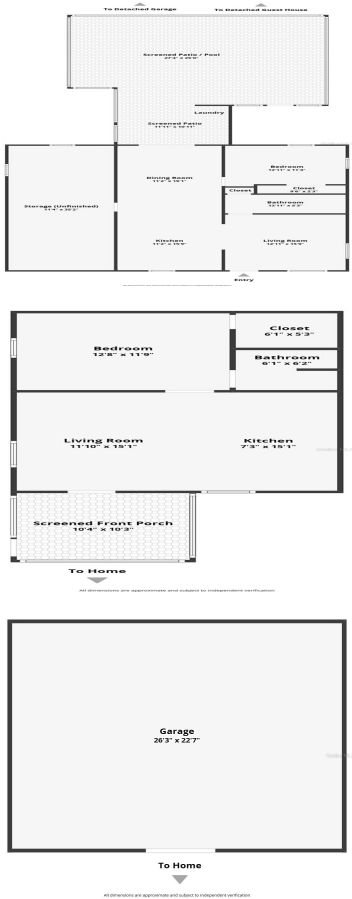 To Detached Garage
To Detached Guest House
Screened Patio / Pool
Laundry
Screened Patio
11'11" x 10'11"
Dining Room
Bedroom
Closet
Closet
Bathroom
Storage (Unfinished)
Kitchen
Living Room
Entry
Closet
6'1" x 5'3"
Bedroom
12'8" x 11'9"
Bathroom
6'1" x 6'2"
Living Room
11'10" x 15'1"
Kitchen
7'3" x 15'1"
Screened Front Porch
10'4" x 10'3"
To Home
All dimensions are approximate and subject to independent verification
Garage
26'3" x 22'7"
To Home
All dimensions are approximate and subject to independent verification